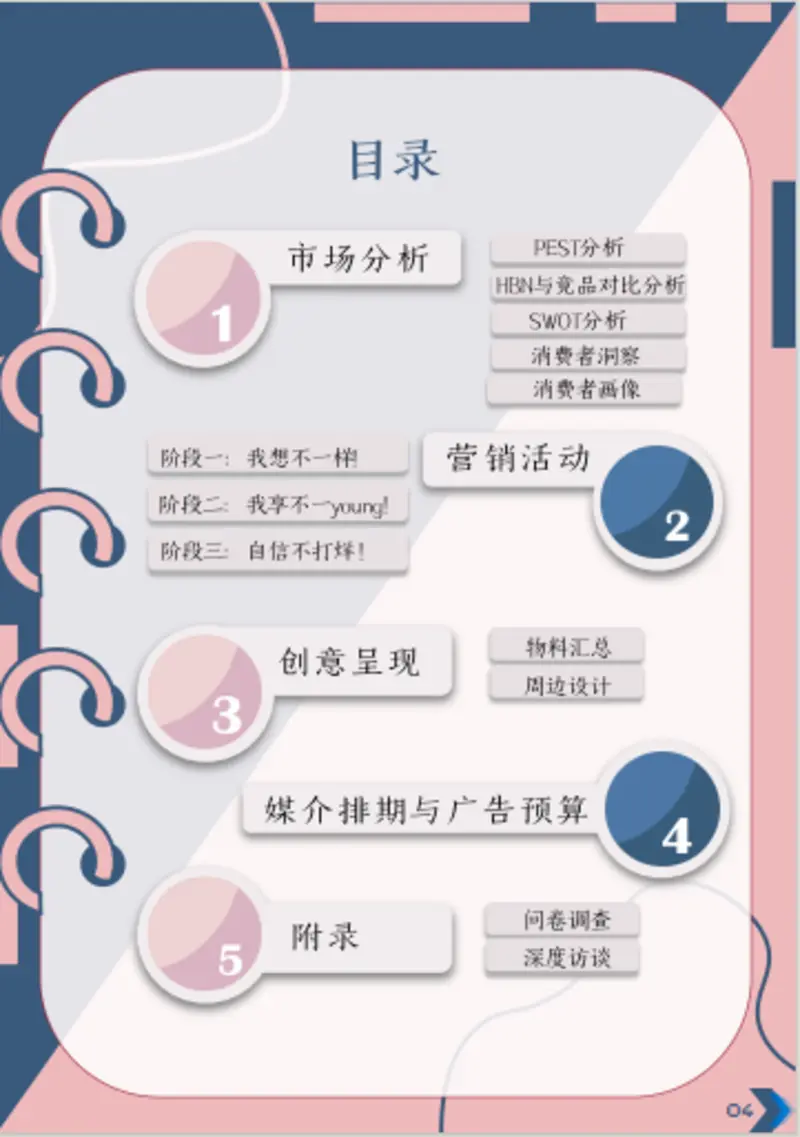 目录
1
市场分析
PEST分析
HBN与竞品对比分析
SWOT分析
消费者洞察
消费者画像
营销活动
2
阶段一: 我想不一样!
阶段二: 我享不一young!
阶段三: 自信不打烊!
3
创意呈现
物料汇总
周边设计
媒介排期与广告预算
4
5
附录
问卷调查
深度访谈
04